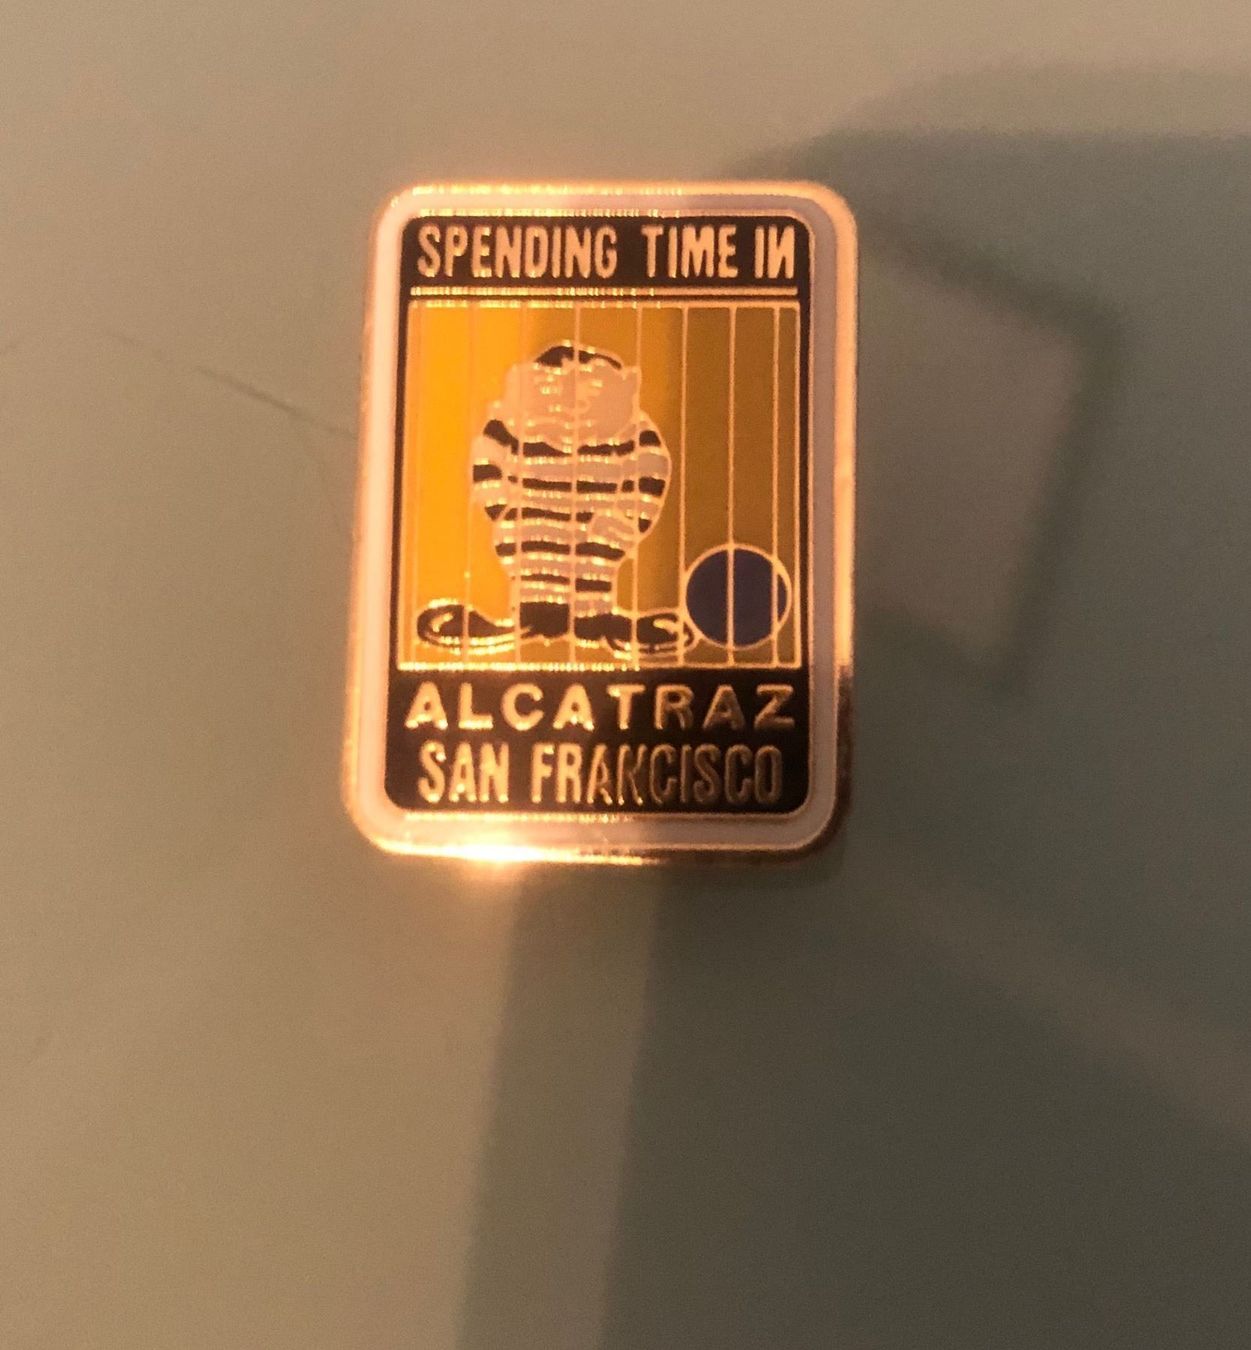 SPENDING TIME IN
ALCATRAZ
SAN FRANCISCO